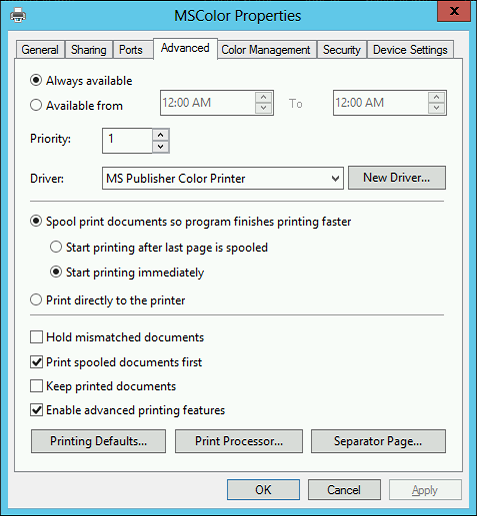 MSColor Properties
X
General Sharing Ports Advanced Color Management Security Device Settings
Always available
Available from 12:00 AM To 12:00 AM
Priority: 1
Driver: MS Publisher Color Printer New Driver...
Spool print documents so program finishes printing faster
Start printing after last page is spooled
Start printing immediately
Print directly to the printer
Hold mismatched documents
Print spooled documents first
Keep printed documents
Enable advanced printing features
Printing Defaults... Print Processor... Separator Page...
OK Cancel Apply